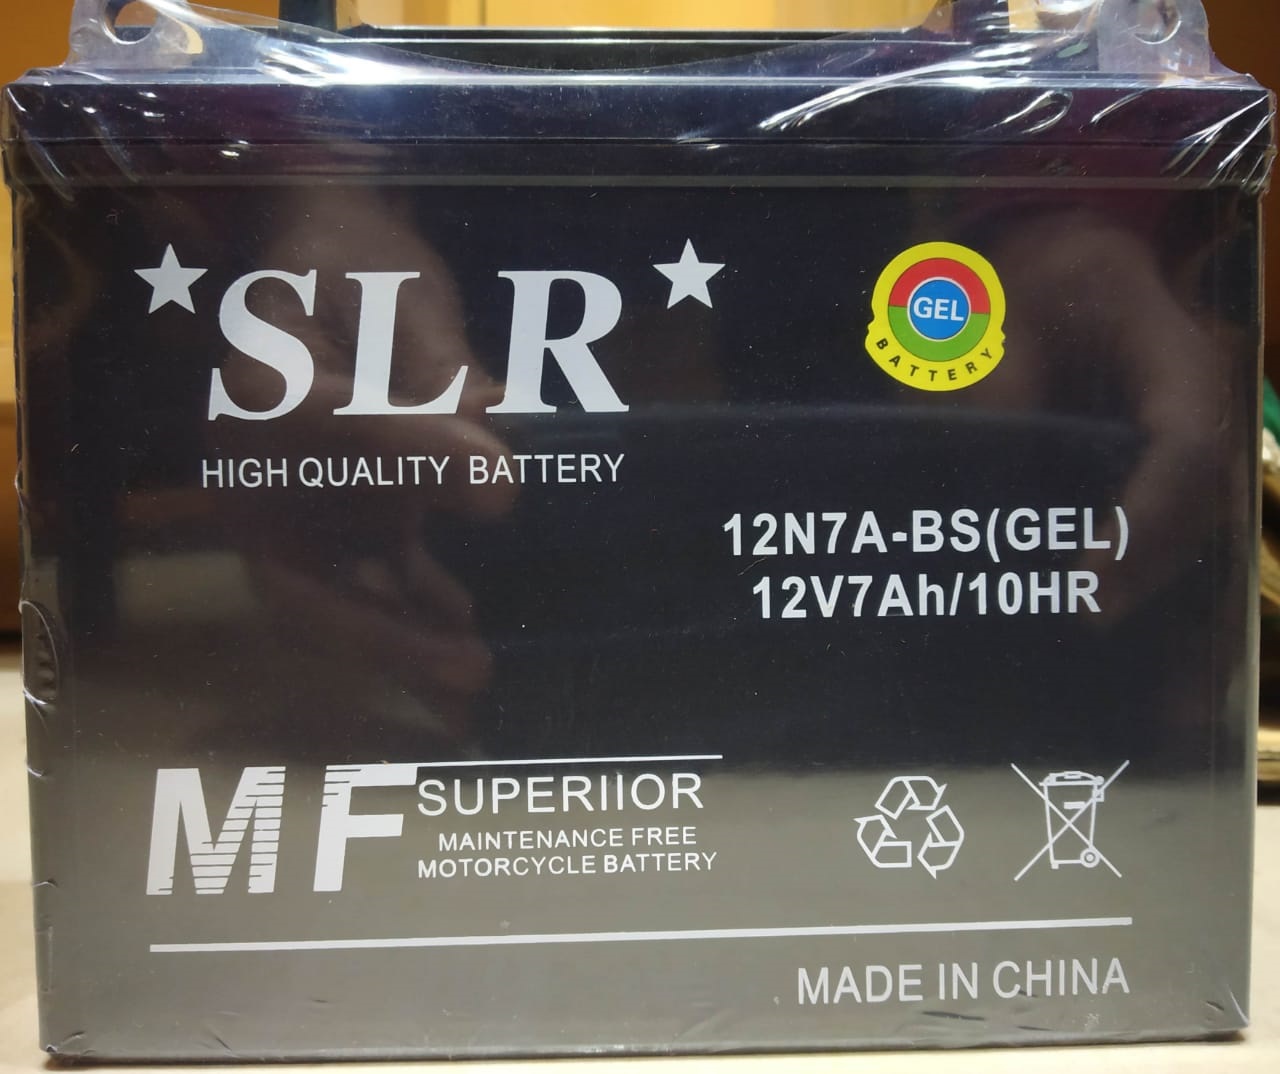 SLR
HIGH QUALITY BATTERY
GEL
BATTERY
12N7A-BS(GEL)
12V7Ah/10HR
MF
SUPERIIOR
MAINTENANCE FREE
MOTORCYCLE BATTERY
MADE IN CHINA